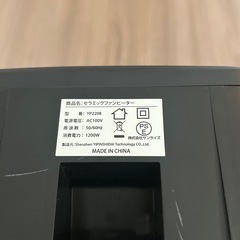 商品名：セラミックファンヒーター
型　番：YP2208
電源電圧：AC100V
周波数：50/60Hz
消費電力：1200W
PSE
株式会社サンライズ
製造元：Shenzhen YIPINSHIDAI Technology CO., LTD.
MADE IN CHINA